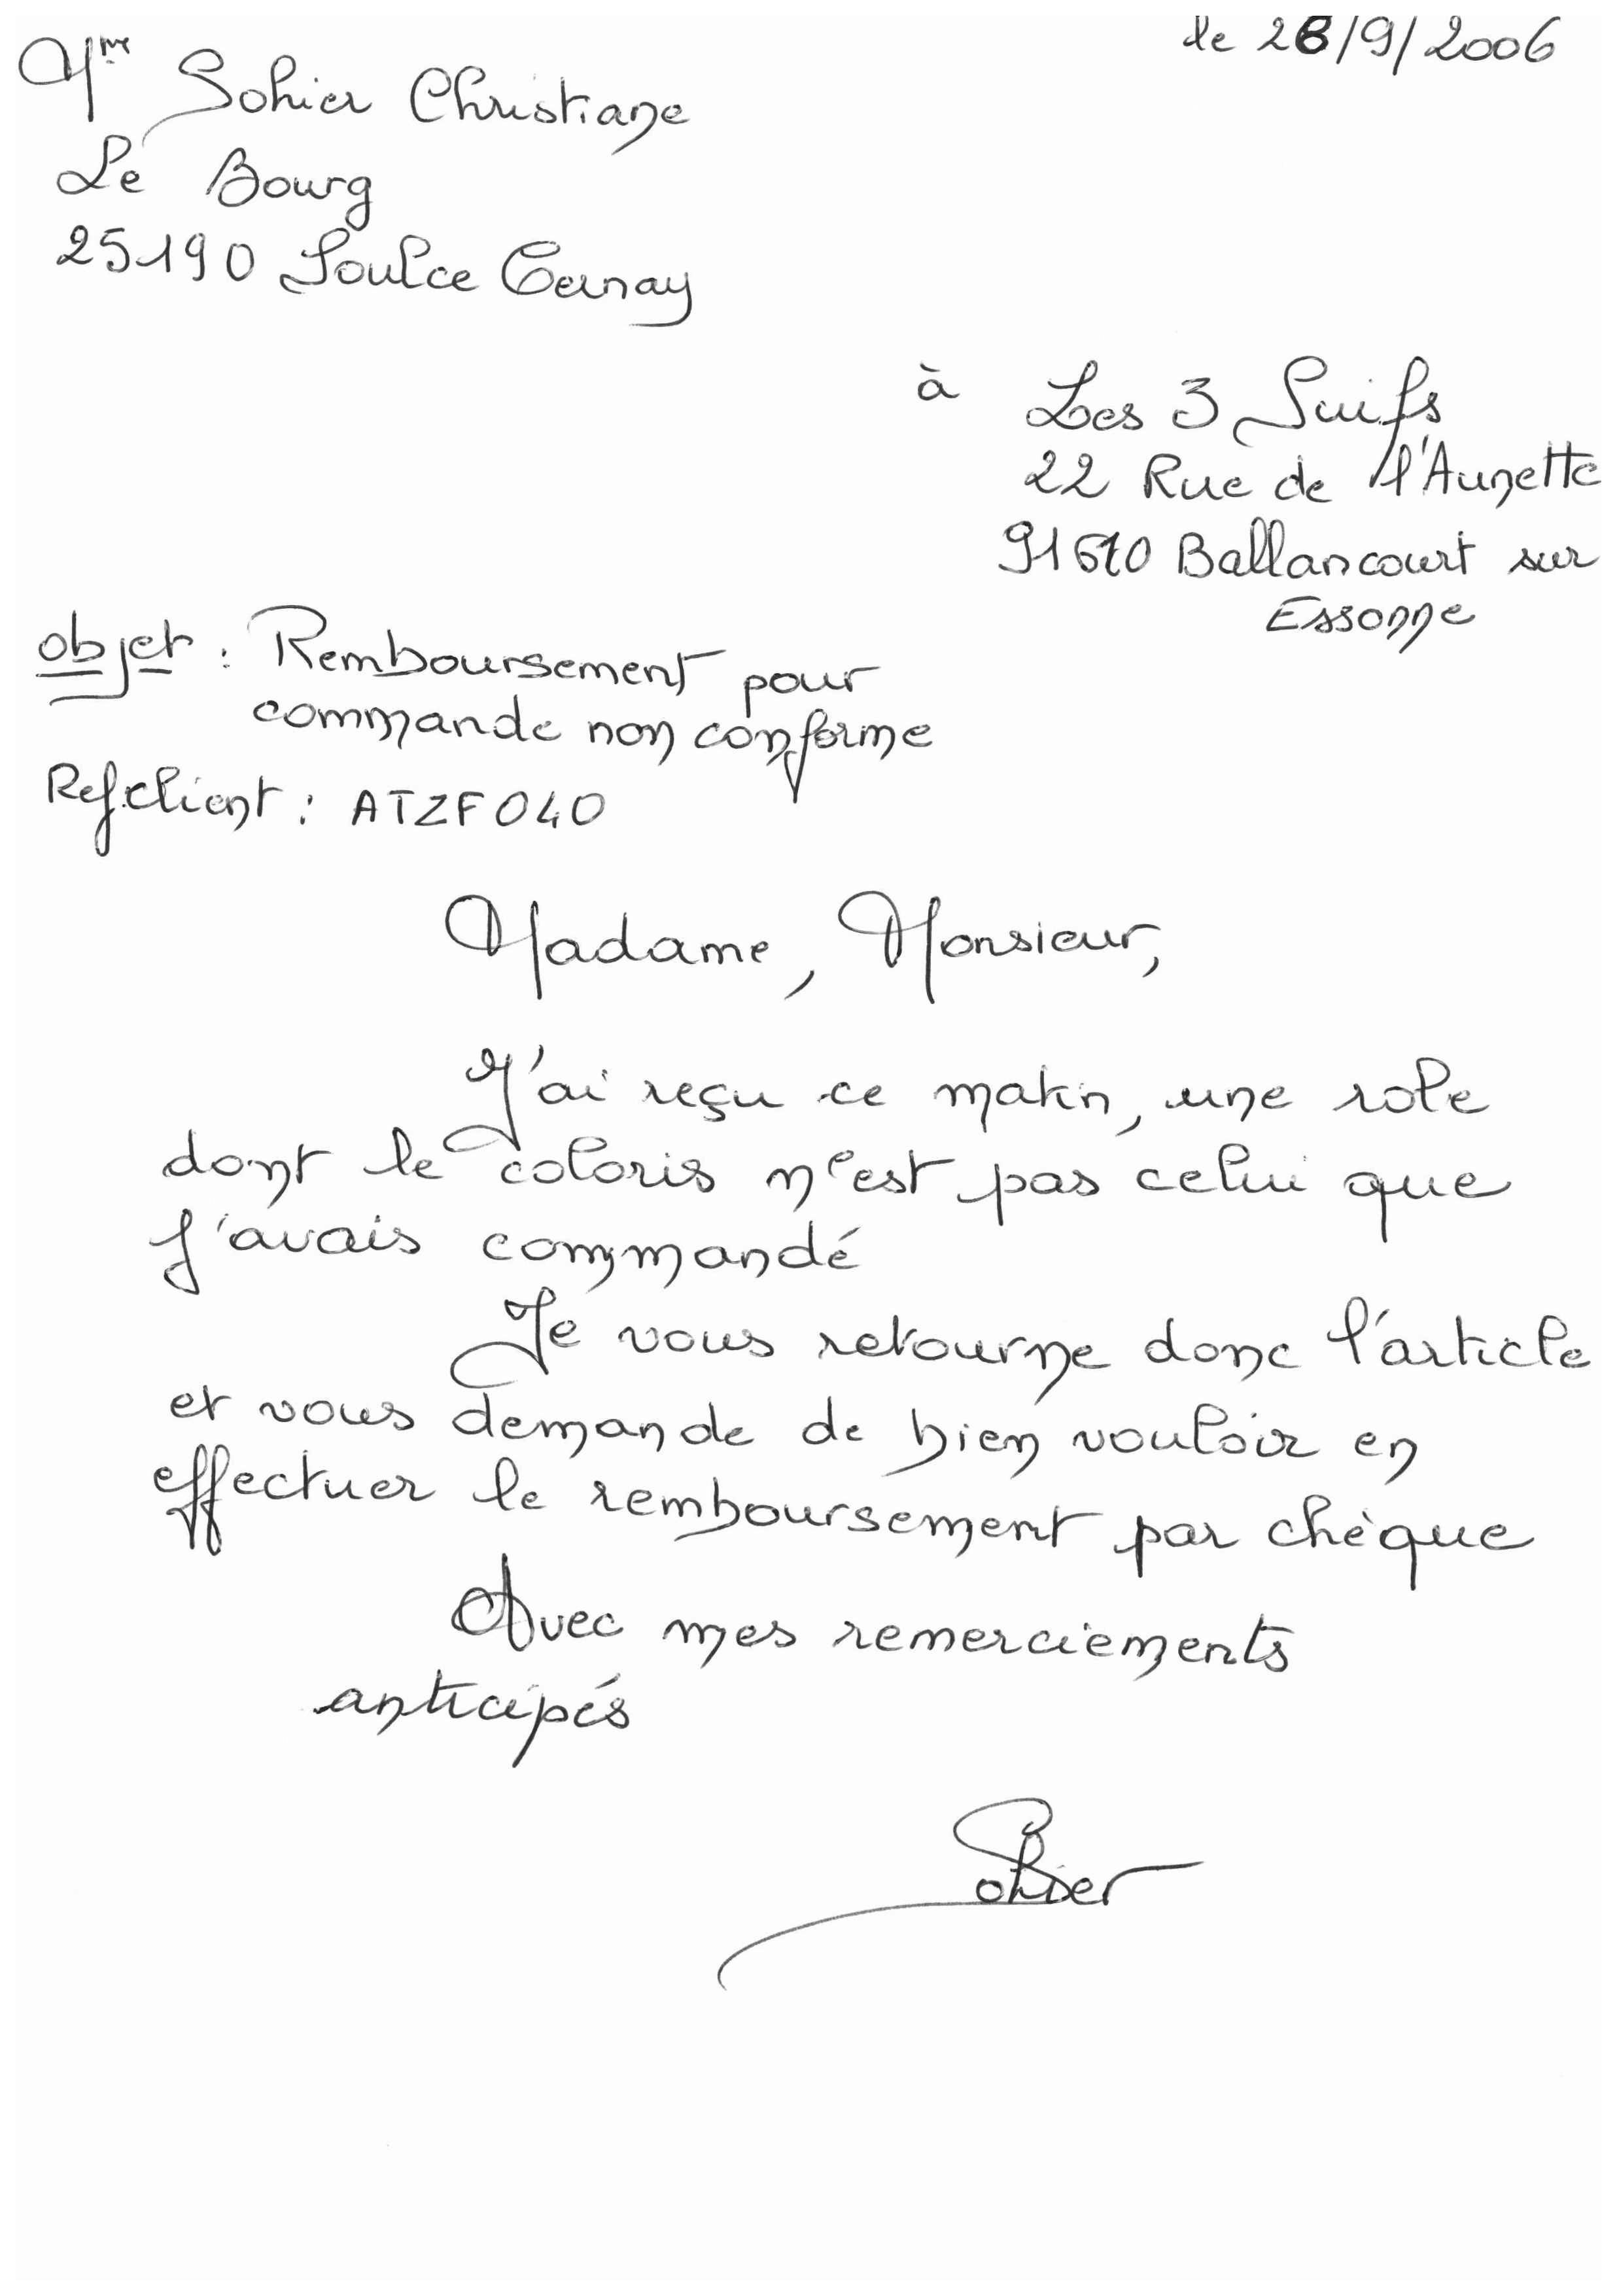 le 26/9/2006
Mme Sohier Christiane
Le Bourg
25190 Soulce Cernay
à Les 3 Suifs
22 Rue de l'Aunette
91610 Ballancourt sur
Essonne
objet : Remboursement pour
commande non conforme
Ref client : ATZF040
Madame, Monsieur,
J'ai reçu ce matin, une robe
dont le coloris n'est pas celui que
j'avais commandé
Je vous retourne donc l'article
et vous demande de bien vouloir en
effectuer le remboursement par chèque
Avec mes remerciements
anticipés
Sohier